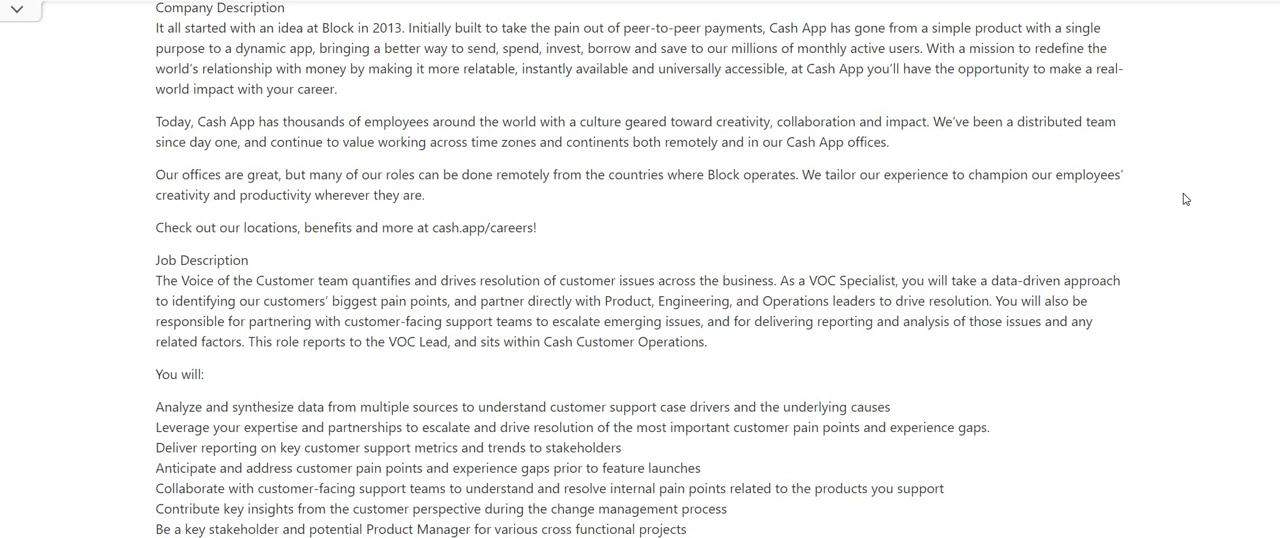 Company Description
It all started with an idea at Block in 2013. Initially built to take the pain out of peer-to-peer payments, Cash App has gone from a simple product with a single
purpose to a dynamic app, bringing a better way to send, spend, invest, borrow and save to our millions of monthly active users. With a mission to redefine the
world's relationship with money by making it more relatable, instantly available and universally accessible, at Cash App you'll have the opportunity to make a real-
world impact with your career.
Today, Cash App has thousands of employees around the world with a culture geared toward creativity, collaboration and impact. We've been a distributed team
since day one, and continue to value working across time zones and continents both remotely and in our Cash App offices.
Our offices are great, but many of our roles can be done remotely from the countries where Block operates. We tailor our experience to champion our employees'
creativity and productivity wherever they are.
Check out our locations, benefits and more at cash.app/careers!
Job Description
The Voice of the Customer team quantifies and drives resolution of customer issues across the business. As a VOC Specialist, you will take a data-driven approach
to identifying our customers' biggest pain points, and partner directly with Product, Engineering, and Operations leaders to drive resolution. You will also be
responsible for partnering with customer-facing support teams to escalate emerging issues, and for delivering reporting and analysis of those issues and any
related factors. This role reports to the VOC Lead, and sits within Cash Customer Operations.
You will:
Analyze and synthesize data from multiple sources to understand customer support case drivers and the underlying causes
Leverage your expertise and partnerships to escalate and drive resolution of the most important customer pain points and experience gaps.
Deliver reporting on key customer support metrics and trends to stakeholders
Anticipate and address customer pain points and experience gaps prior to feature launches
Collaborate with customer-facing support teams to understand and resolve internal pain points related to the products you support
Contribute key insights from the customer perspective during the change management process
Be a key stakeholder and potential Product Manager for various cross functional projects